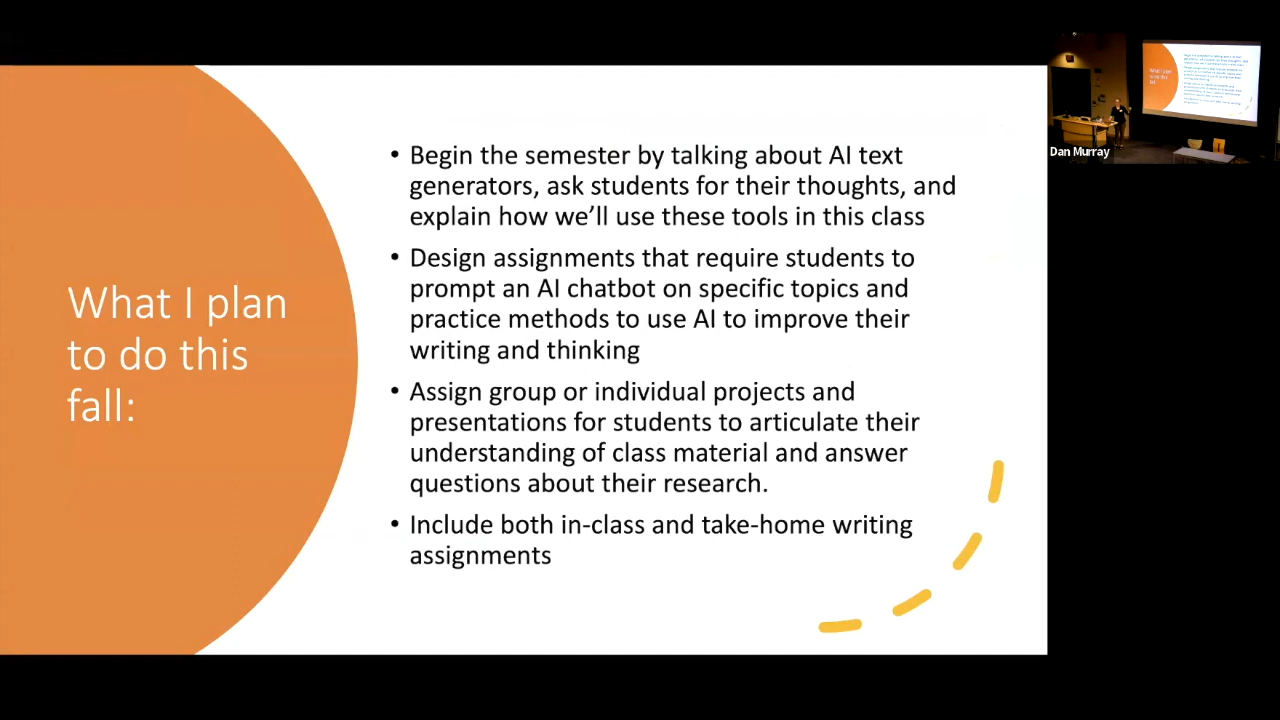 What I plan
to do this
fall:
• Begin the semester by talking about AI text
generators, ask students for their thoughts, and
explain how we’ll use these tools in this class
• Design assignments that require students to
prompt an AI chatbot on specific topics and
practice methods to use AI to improve their
writing and thinking
• Assign group or individual projects and
presentations for students to articulate their
understanding of class material and answer
questions about their research.
• Include both in-class and take-home writing
assignments
Dan Murray